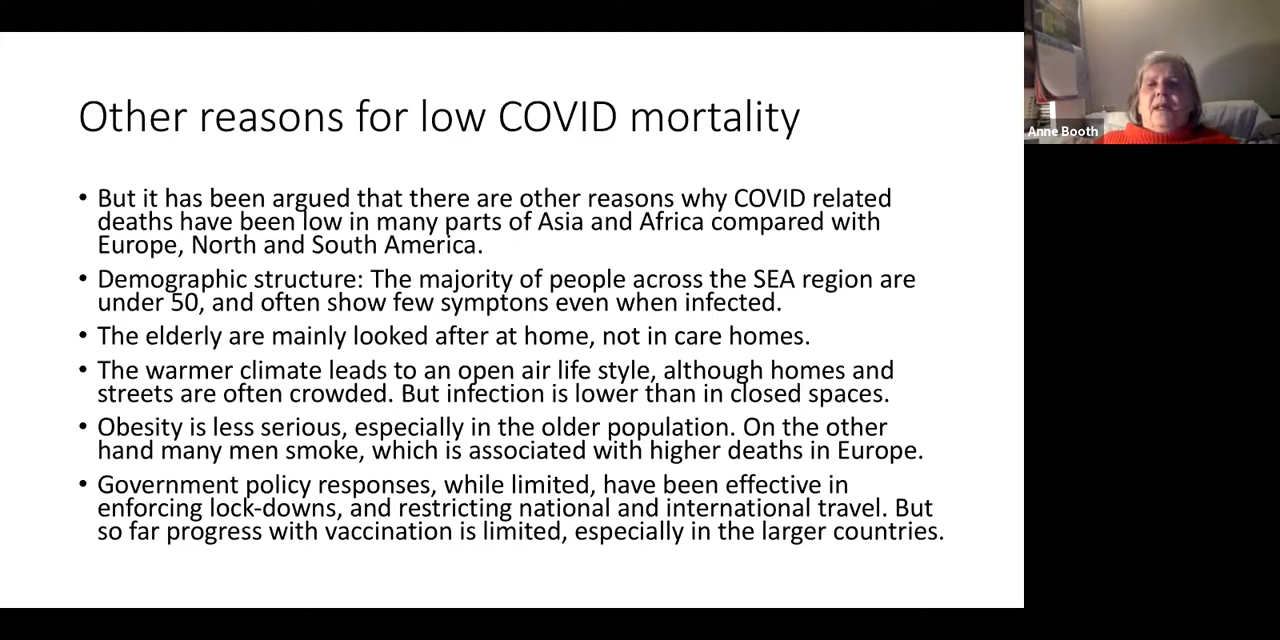 Other reasons for low COVID mortality
• But it has been argued that there are other reasons why COVID related
deaths have been low in many parts of Asia and Africa compared with
Europe, North and South America.
• Demographic structure: The majority of people across the SEA region are
under 50, and often show few symptons even when infected.
• The elderly are mainly looked after at home, not in care homes.
• The warmer climate leads to an open air life style, although homes and
streets are often crowded. But infection is lower than in closed spaces.
• Obesity is less serious, especially in the older population. On the other
hand many men smoke, which is associated with higher deaths in Europe.
• Government policy responses, while limited, have been effective in
enforcing lock-downs, and restricting national and international travel. But
so far progress with vaccination is limited, especially in the larger countries.
Anne Booth